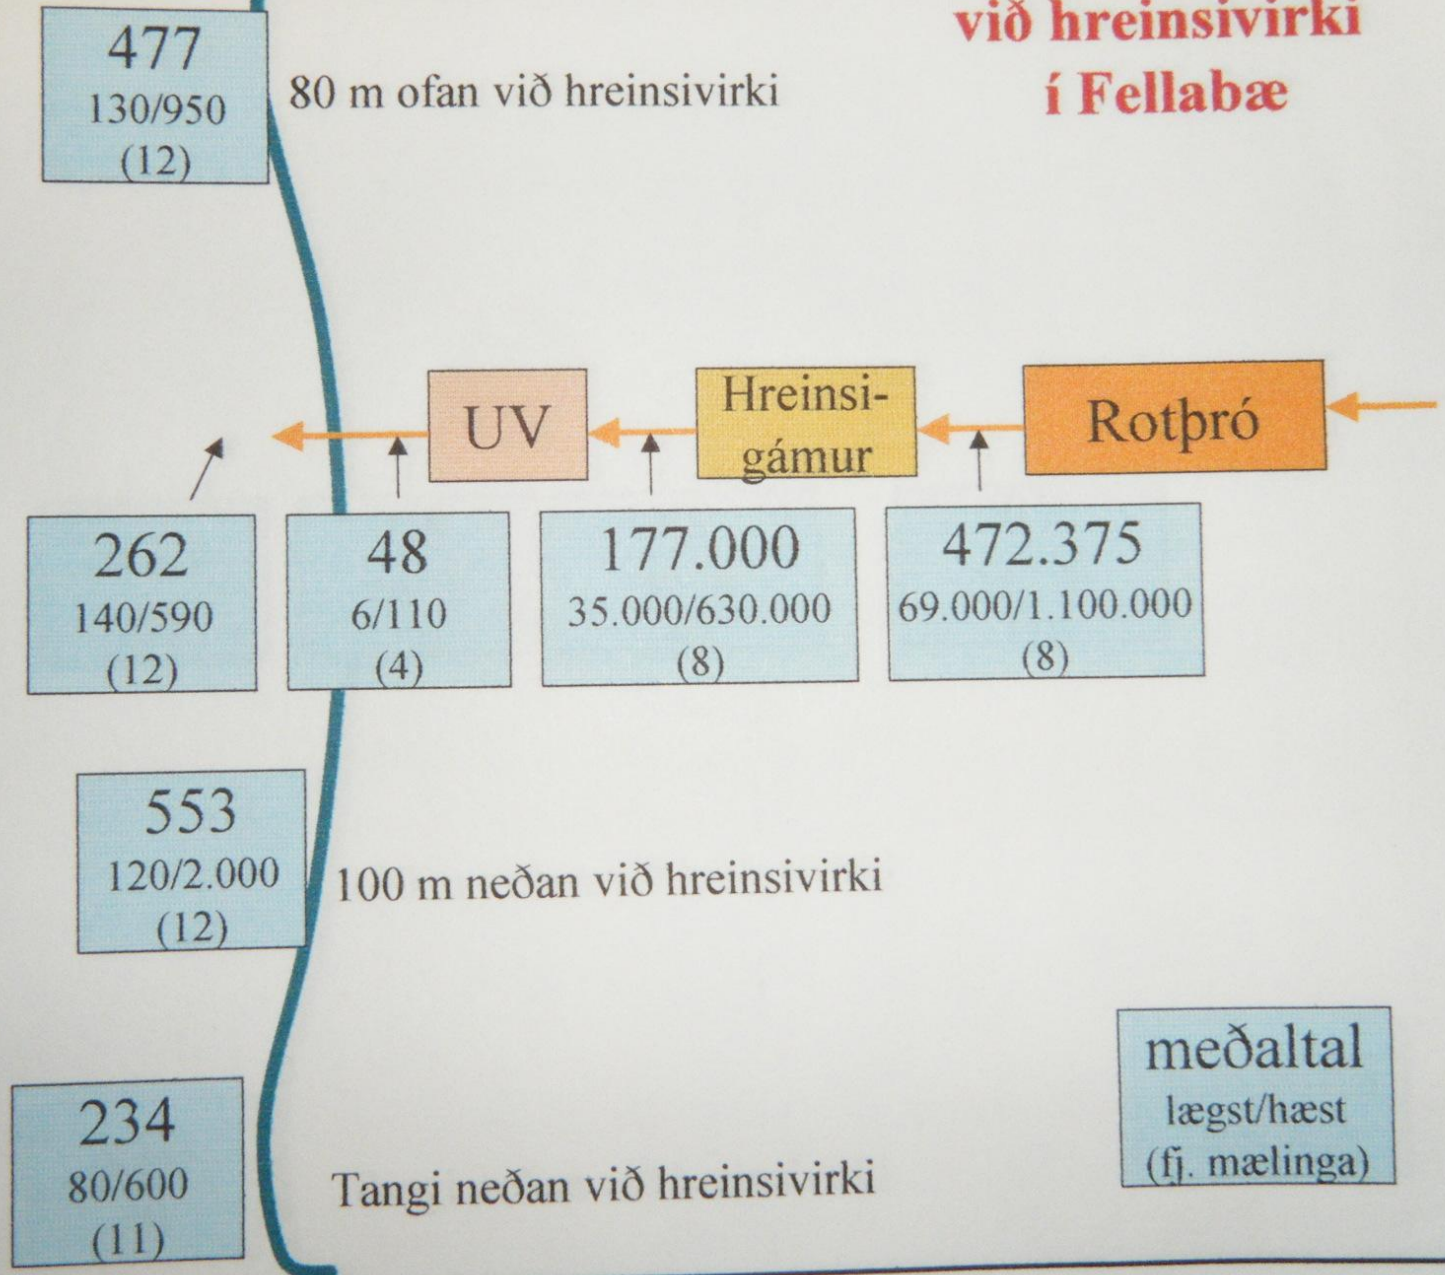 við hreinsivirki
í Fellabæ
477
130/950
(12)
80 m ofan við hreinsivirki
UV
Hreinsi-
gámur
Rotþró
262
140/590
(12)
48
6/110
(4)
177.000
35.000/630.000
(8)
472.375
69.000/1.100.000
(8)
553
120/2.000
(12)
100 m neðan við hreinsivirki
234
80/600
(11)
Tangi neðan við hreinsivirki
meðaltal
lægst/hæst
(fj. mælinga)